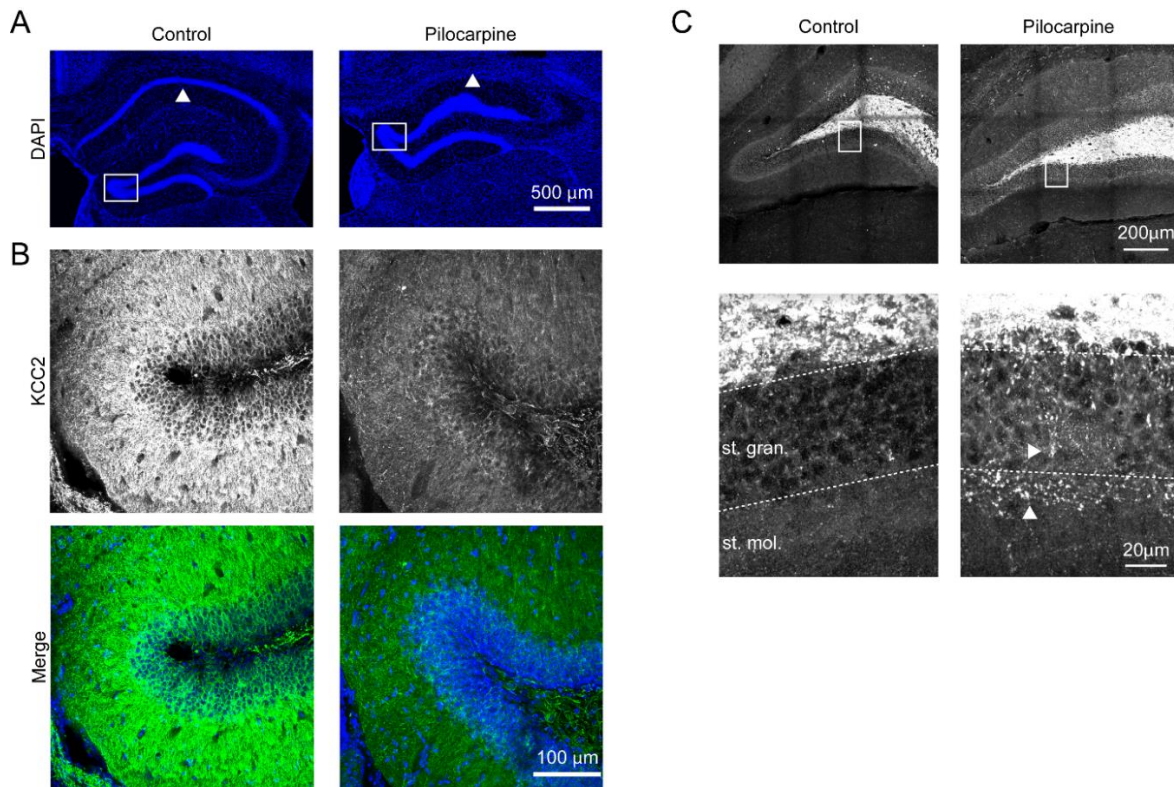 A
Control
Pilocarpine
DAPI
500 µm
B
KCC2
Merge
100 µm
C
Control
Pilocarpine
200µm
st. gran.
st. mol.
20µm